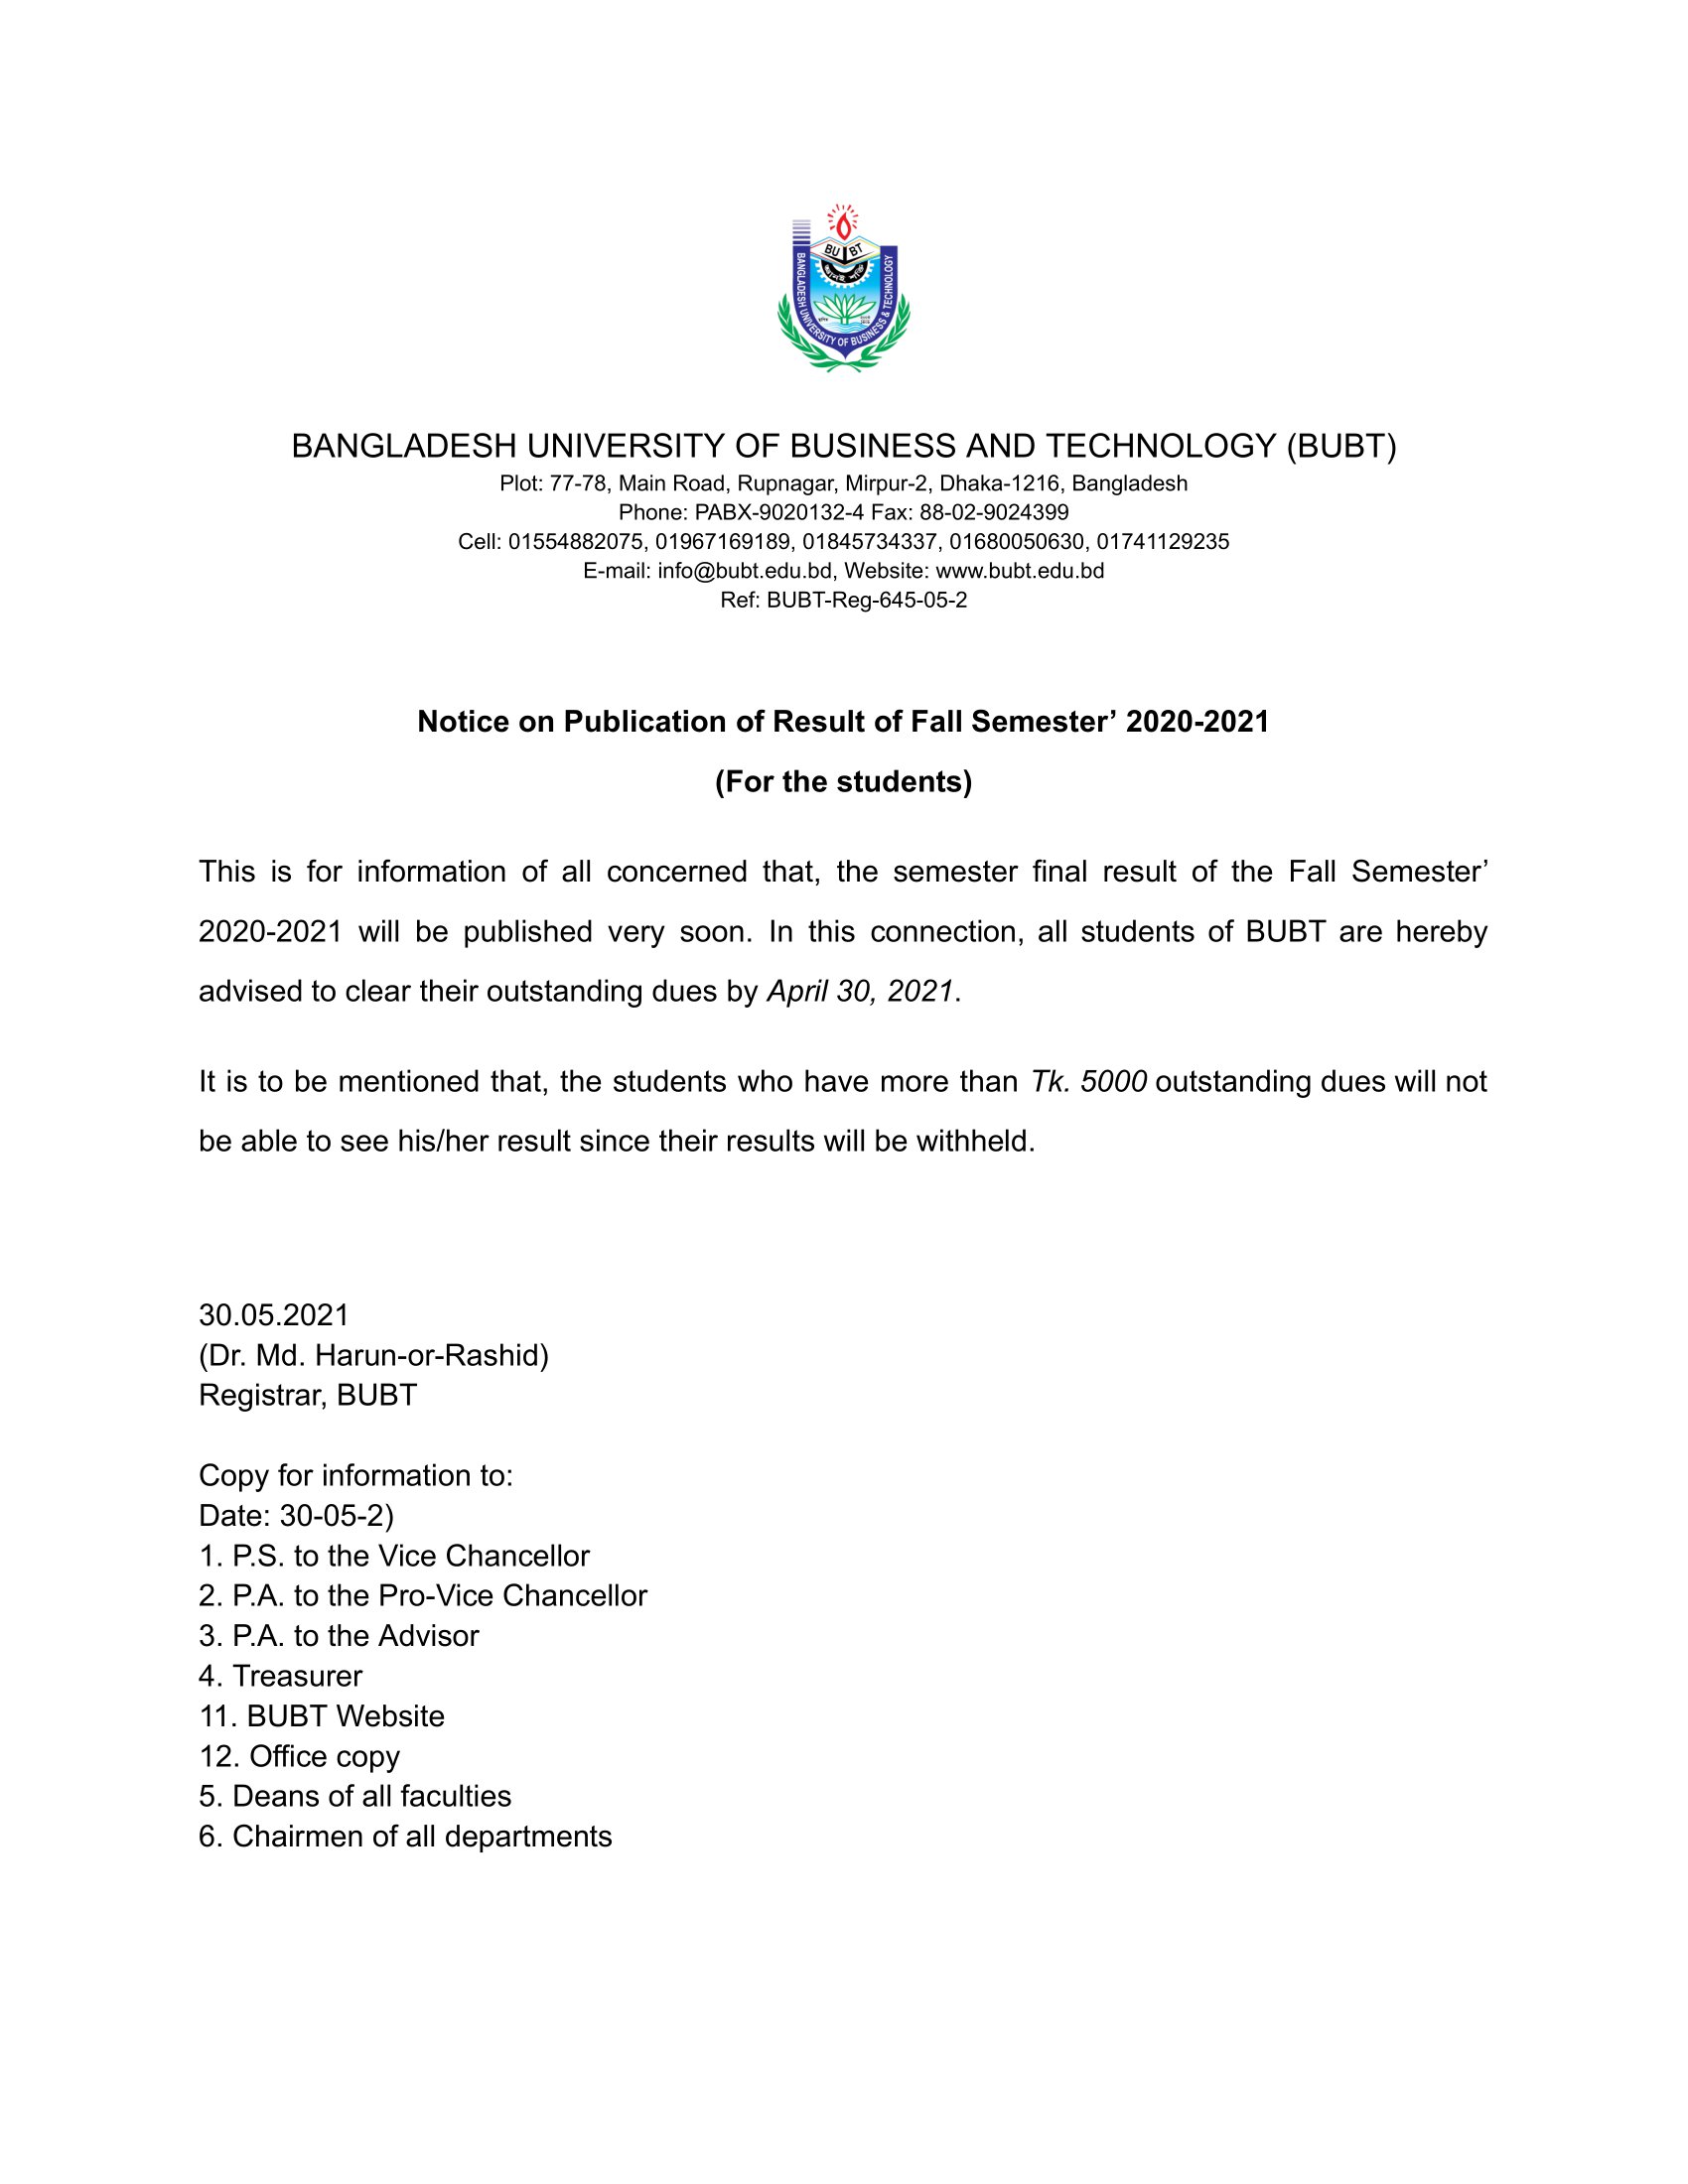 BU BT
BANGLADESH UNIVERSITY OF BUSINESS & TECHNOLOGY
BANGLADESH UNIVERSITY OF BUSINESS AND TECHNOLOGY (BUBT)
Plot: 77-78, Main Road, Rupnagar, Mirpur-2, Dhaka-1216, Bangladesh
Phone: PABX-9020132-4 Fax: 88-02-9024399
Cell: 01554882075, 01967169189, 01845734337, 01680050630, 01741129235
E-mail: info@bubt.edu.bd, Website: www.bubt.edu.bd
Ref: BUBT-Reg-645-05-2
Notice on Publication of Result of Fall Semester’ 2020-2021
(For the students)
This is for information of all concerned that, the semester final result of the Fall Semester’
2020-2021 will be published very soon. In this connection, all students of BUBT are hereby
advised to clear their outstanding dues by April 30, 2021.
It is to be mentioned that, the students who have more than Tk. 5000 outstanding dues will not
be able to see his/her result since their results will be withheld.
30.05.2021
(Dr. Md. Harun-or-Rashid)
Registrar, BUBT
Copy for information to:
Date: 30-05-2)
1. P.S. to the Vice Chancellor
2. P.A. to the Pro-Vice Chancellor
3. P.A. to the Advisor
4. Treasurer
11. BUBT Website
12. Office copy
5. Deans of all faculties
6. Chairmen of all departments